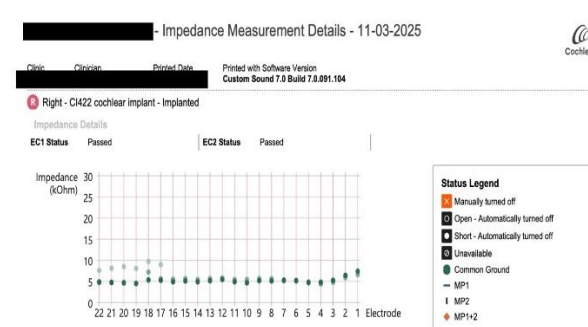 - Impedance Measurement Details - 11-03-2025
Clinic Clinician Printed Date Printed with Software Version
Custom Sound 7.0 Build 7.0.091.104
R Right - CI422 cochlear implant - Implanted
Impedance Details
EC1 Status Passed EC2 Status Passed
Impedance
(kOhm)
30
25
20
15
10
5
0
22 21 20 19 18 17 16 15 14 13 12 11 10 9 8 7 6 5 4 3 2 1 Electrode
Status Legend
Manually turned off
Open - Automatically turned off
Short - Automatically turned off
Unavailable
Common Ground
MP1
MP2
MP1+2